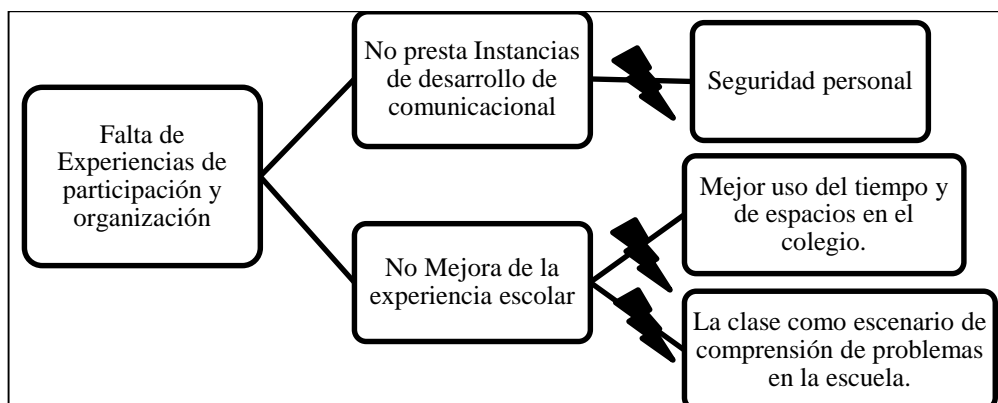 Falta de
Experiencias de
participación y
organización
No presta Instancias
de desarrollo de
comunicacional
Seguridad personal
No Mejora de la
experiencia escolar
Mejor uso del tiempo y
de espacios en el
colegio.
La clase como escenario de
comprensión de problemas
en la escuela.